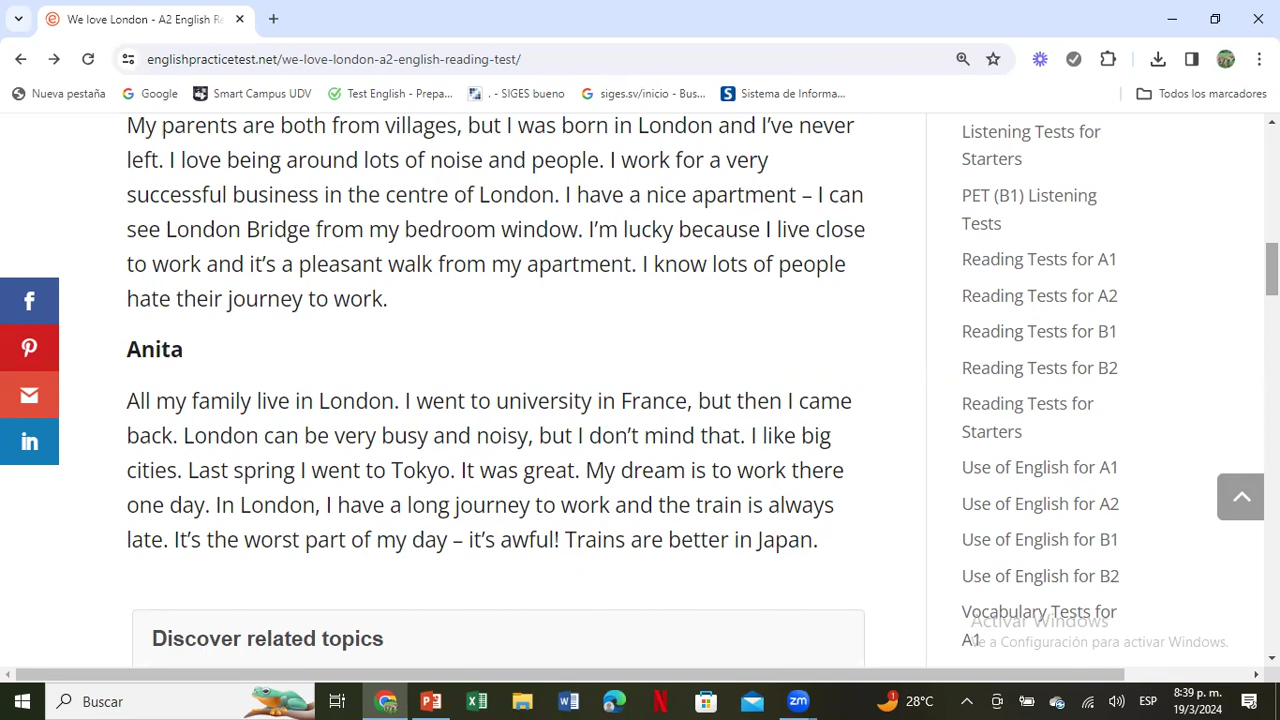 We love London - A2 English Re
englishpracticetest.net/we-love-london-a2-english-reading-test/
Nueva pestaña
Google
Smart Campus UDV
Test English - Prepa...
. - SIGES bueno
siges.sv/inicio - Bus...
Sistema de Informa...
Todos los marcadores
My parents are both from villages, but I was born in London and I've never
left. I love being around lots of noise and people. I work for a very
successful business in the centre of London. I have a nice apartment – I can
see London Bridge from my bedroom window. I'm lucky because I live close
to work and it's a pleasant walk from my apartment. I know lots of people
hate their journey to work.
Anita
All my family live in London. I went to university in France, but then I came
back. London can be very busy and noisy, but I don't mind that. I like big
cities. Last spring I went to Tokyo. It was great. My dream is to work there
one day. In London, I have a long journey to work and the train is always
late. It's the worst part of my day – it's awful! Trains are better in Japan.
Discover related topics
Listening Tests for
Starters
PET (B1) Listening
Tests
Reading Tests for A1
Reading Tests for A2
Reading Tests for B1
Reading Tests for B2
Reading Tests for
Starters
Use of English for A1
Use of English for A2
Use of English for B1
Use of English for B2
Vocabulary Tests for
A1
Activar Windows
Ve a Configuración para activar Windows.
Buscar
1
28°C
ESP
8:39 p. m.
19/3/2024